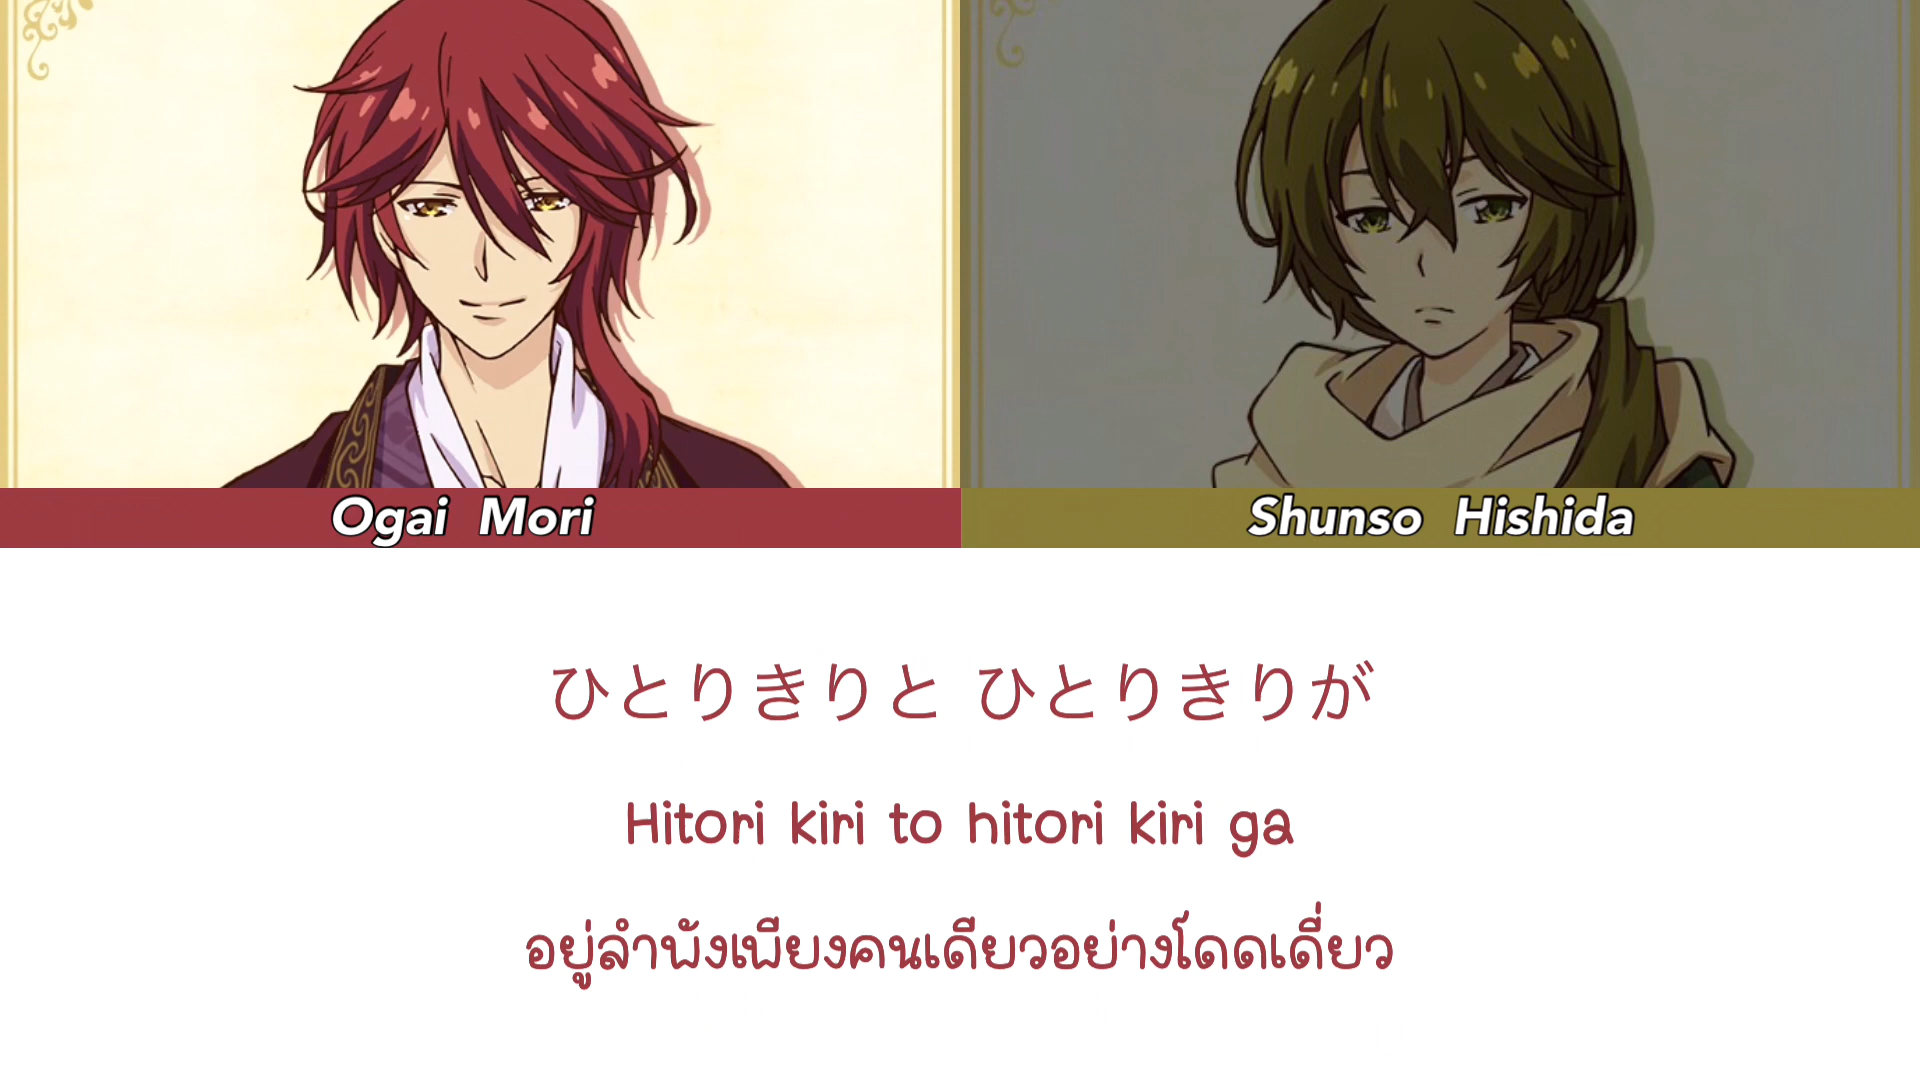 Ogai Mori
Shunso Hishida
ひとりきりと ひとりきりが
Hitori kiri to hitori kiri ga
อยู่ลำพังเพียงคนเดียวอย่างโดดเดี่ยว